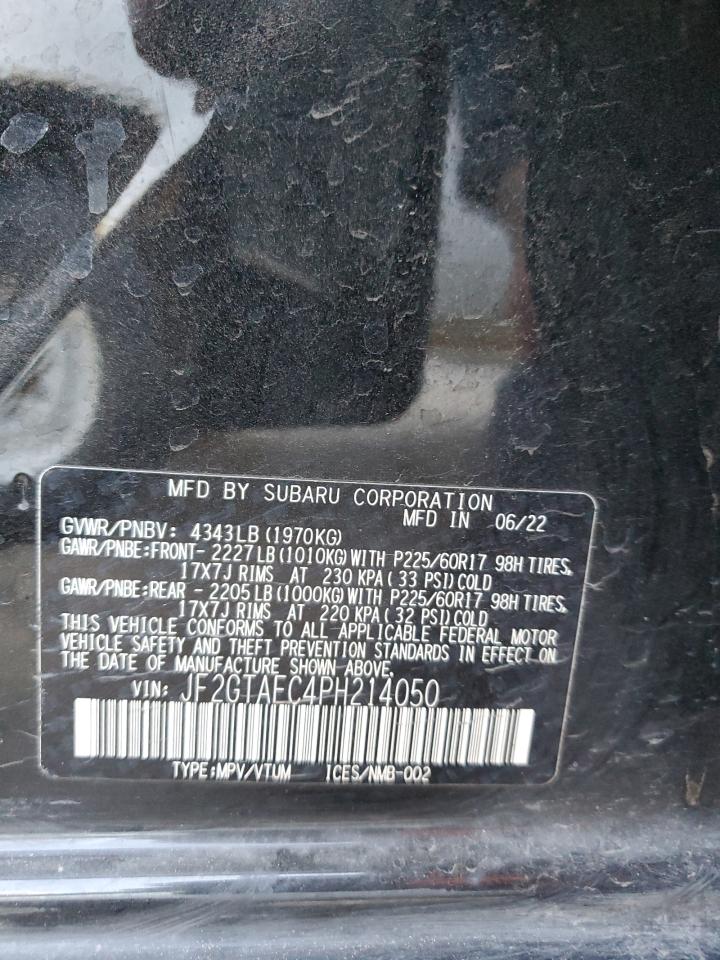 MFD BY SUBARU CORPORATION
MFD IN 06/22
GVWR/PNBV: 4343LB (1970KG)
GAWR/PNBE:FRONT- 2227LB (1010KG) WITH P225/60R17 98H TIRES,
17X7J RIMS AT 230 KPA ( 33 PSI) COLD
GAWR/PNBE:REAR - 2205LB (1000KG) WITH P225/60R17 98H TIRES,
17X7J RIMS AT 220 KPA ( 32 PSI) COLD
THIS VEHICLE CONFORMS TO ALL APPLICABLE FEDERAL MOTOR
VEHICLE SAFETY AND THEFT PREVENTION STANDARDS IN EFFECT ON
THE DATE OF MANUFACTURE SHOWN ABOVE.
VIN: JF2GTAEC4PH214050
TYPE:MPV/VTUM ICES/NMB-002